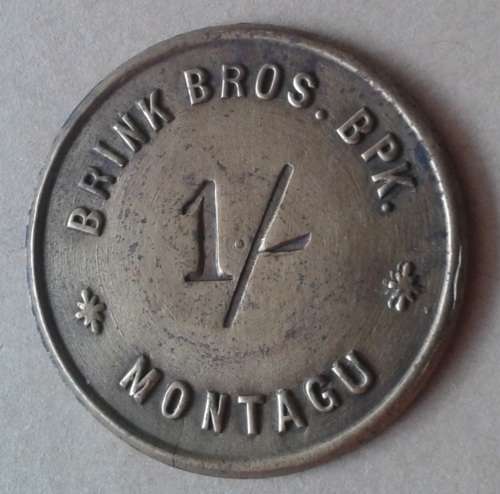 BRINK BROS. BPK.
1/-
MONTAGU